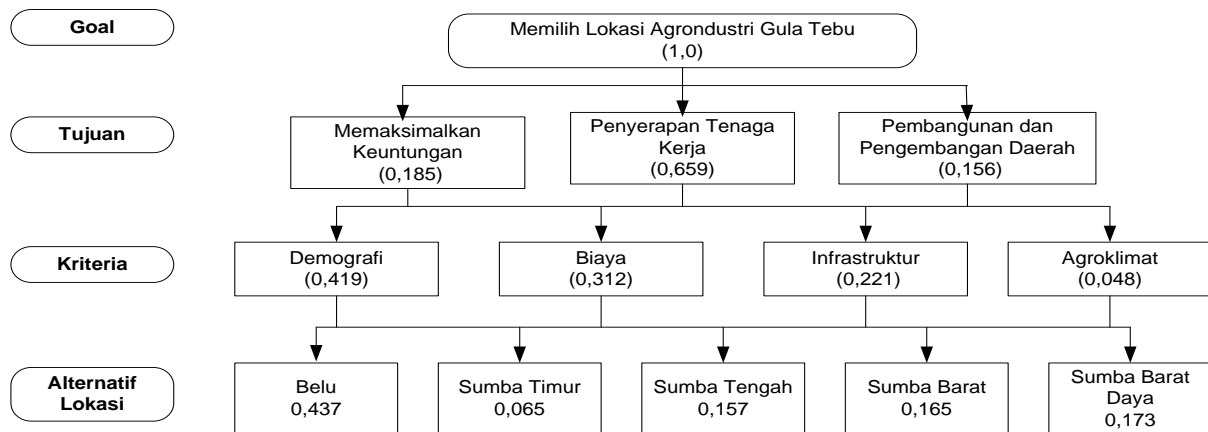 Goal
Memilih Lokasi Agrondustri Gula Tebu
(1,0)
Tujuan
Memaksimalkan
Keuntungan
(0,185)
Penyerapan Tenaga
Kerja
(0,659)
Pembangunan dan
Pengembangan Daerah
(0,156)
Kriteria
Demografi
(0,419)
Biaya
(0,312)
Infrastruktur
(0,221)
Agroklimat
(0,048)
Alternatif
Lokasi
Belu
0,437
Sumba Timur
0,065
Sumba Tengah
0,157
Sumba Barat
0,165
Sumba Barat
Daya
0,173